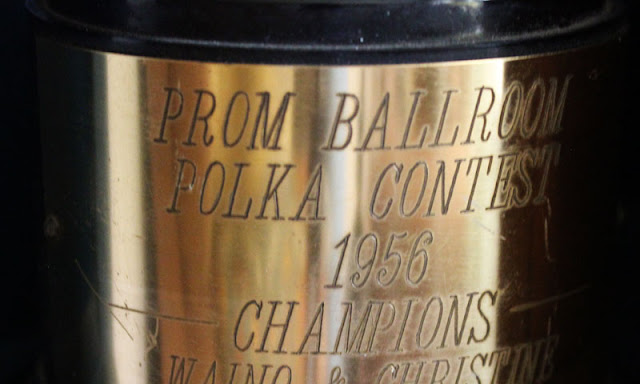 PROM BALLROOM
POLKA CONTEST
1956
CHAMPIONS
WAINO & CHRISTINE